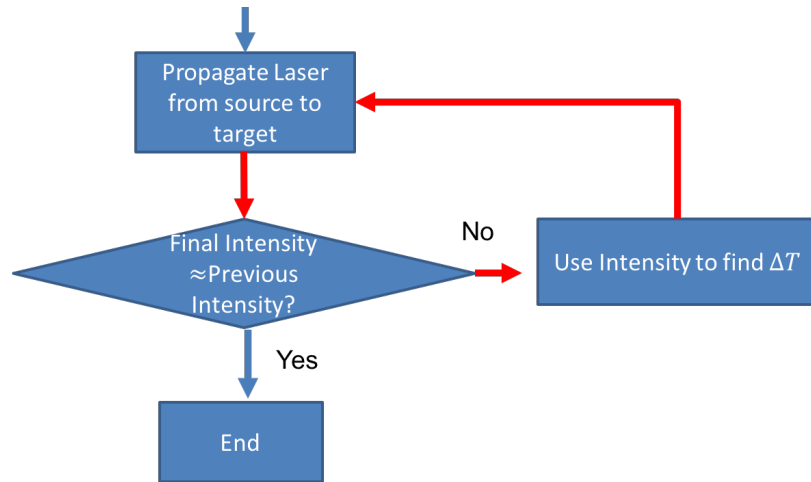 Propagate Laser
from source to
target
Final Intensity
≈Previous
Intensity?
No
Use Intensity to find ΔT
Yes
End